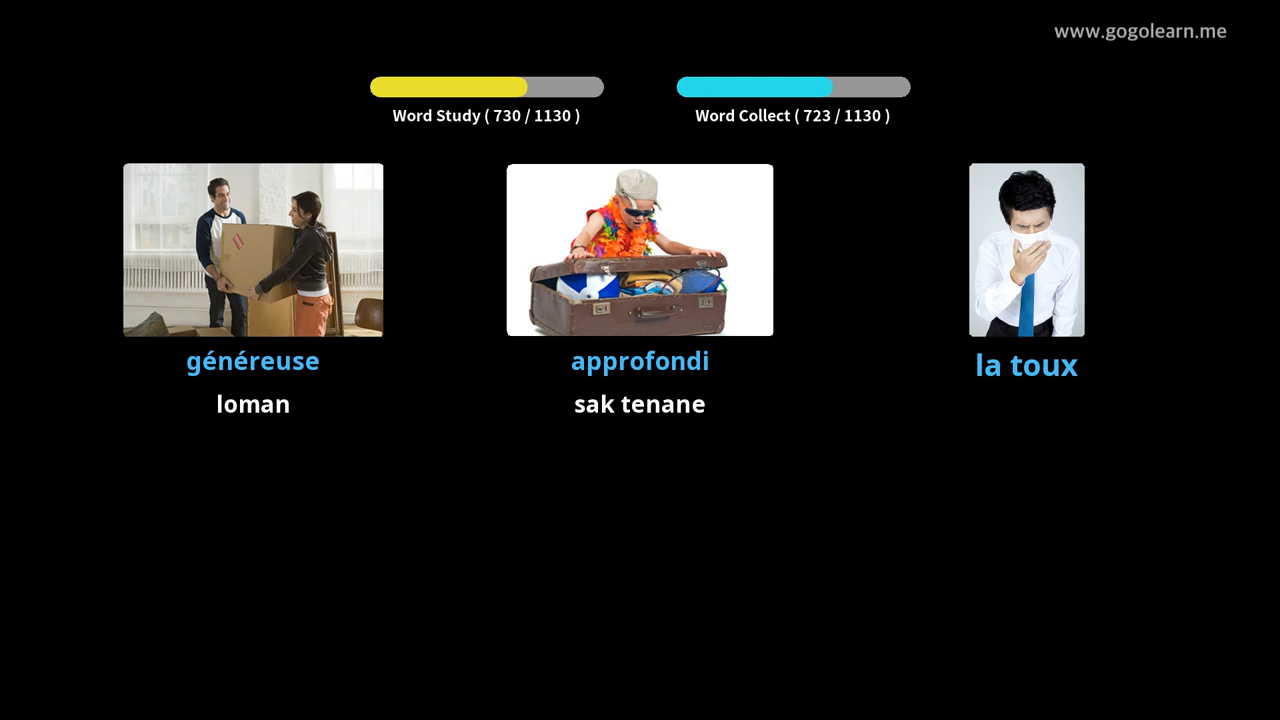 www.gogolearn.me
Word Study ( 730 / 1130 )
Word Collect ( 723 / 1130 )
généreuse
loman
approfondi
sak tenane
la toux